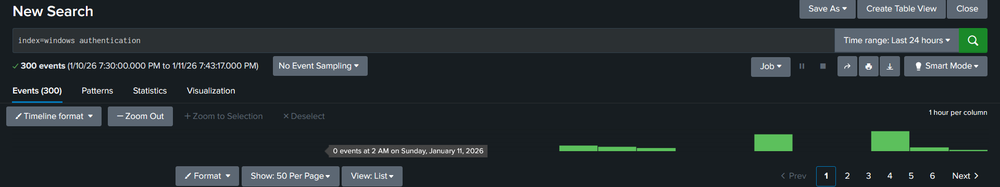 New Search
Save As
Create Table View
Close
index=windows authentication
Time range: Last 24 hours
300 events (1/10/26 7:30:00.000 PM to 1/11/26 7:43:17.000 PM)
No Event Sampling
Job
Smart Mode
Events (300)
Patterns
Statistics
Visualization
Timeline format
— Zoom Out
+ Zoom to Selection
× Deselect
1 hour per column
0 events at 2 AM on Sunday, January 11, 2026
Format
Show: 50 Per Page
View: List
< Prev
1
2
3
4
5
6
Next >